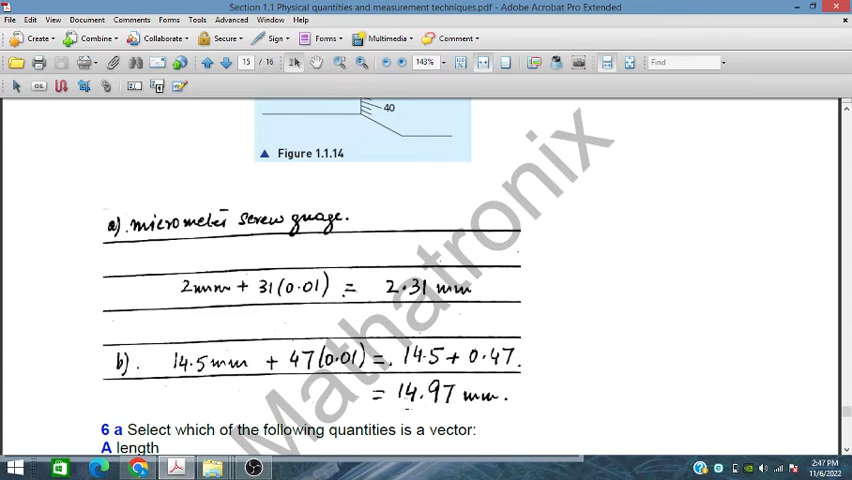 Section 1.1 Physical quantities and measurement techniques.pdf - Adobe Acrobat Pro Extended
File Edit View Document Comments Forms Tools Advanced Window Help
Create Combine Collaborate Secure Sign Forms Multimedia Comment
15 / 16 143% Find
40
Figure 1.1.14
a). micrometer screw guage.
2mm + 31(0.01) = 2.31 mm
b). 14.5mm + 47(0.01) = 14.5 + 0.47.
= 14.97 mm.
6 a Select which of the following quantities is a vector:
A length
Mathatronix
2:47 PM
11/6/2022